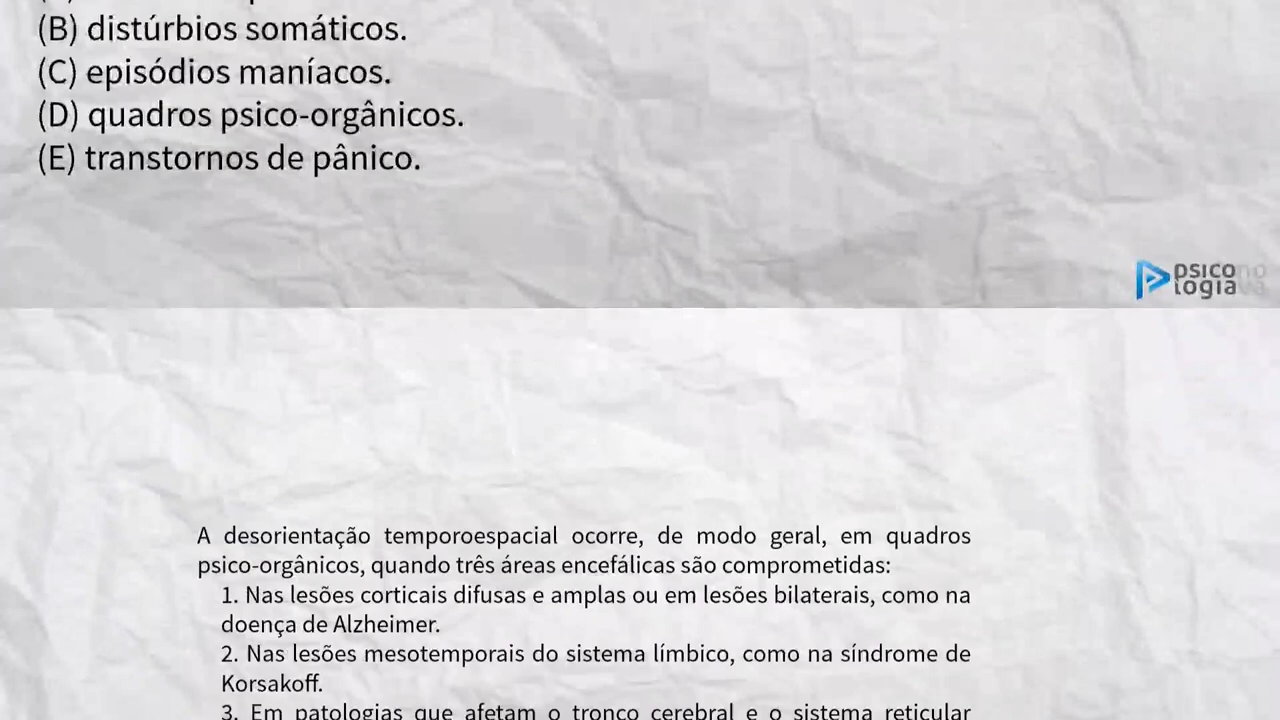 (B) distúrbios somáticos.
(C) episódios maníacos.
(D) quadros psico-orgânicos.
(E) transtornos de pânico.
psicono
logiava
A desorientação temporoespacial ocorre, de modo geral, em quadros
psico-orgânicos, quando três áreas encefálicas são comprometidas:
1. Nas lesões corticais difusas e amplas ou em lesões bilaterais, como na
doença de Alzheimer.
2. Nas lesões mesotemporais do sistema límbico, como na síndrome de
Korsakoff.
3. Em patologias que afetam o tronco cerebral e o sistema reticular